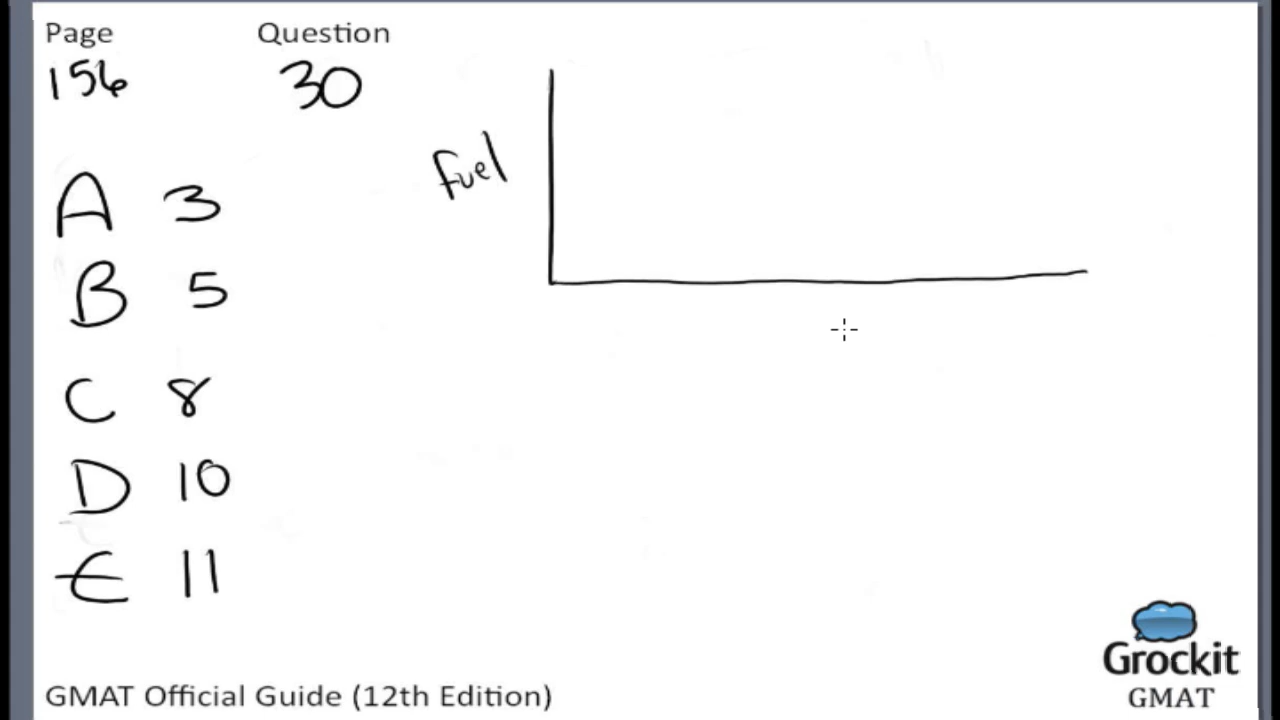 Page Question
156 30
Fuel
A 3
B 5
C 8
D 10
E 11
Grockit
GMAT
GMAT Official Guide (12th Edition)